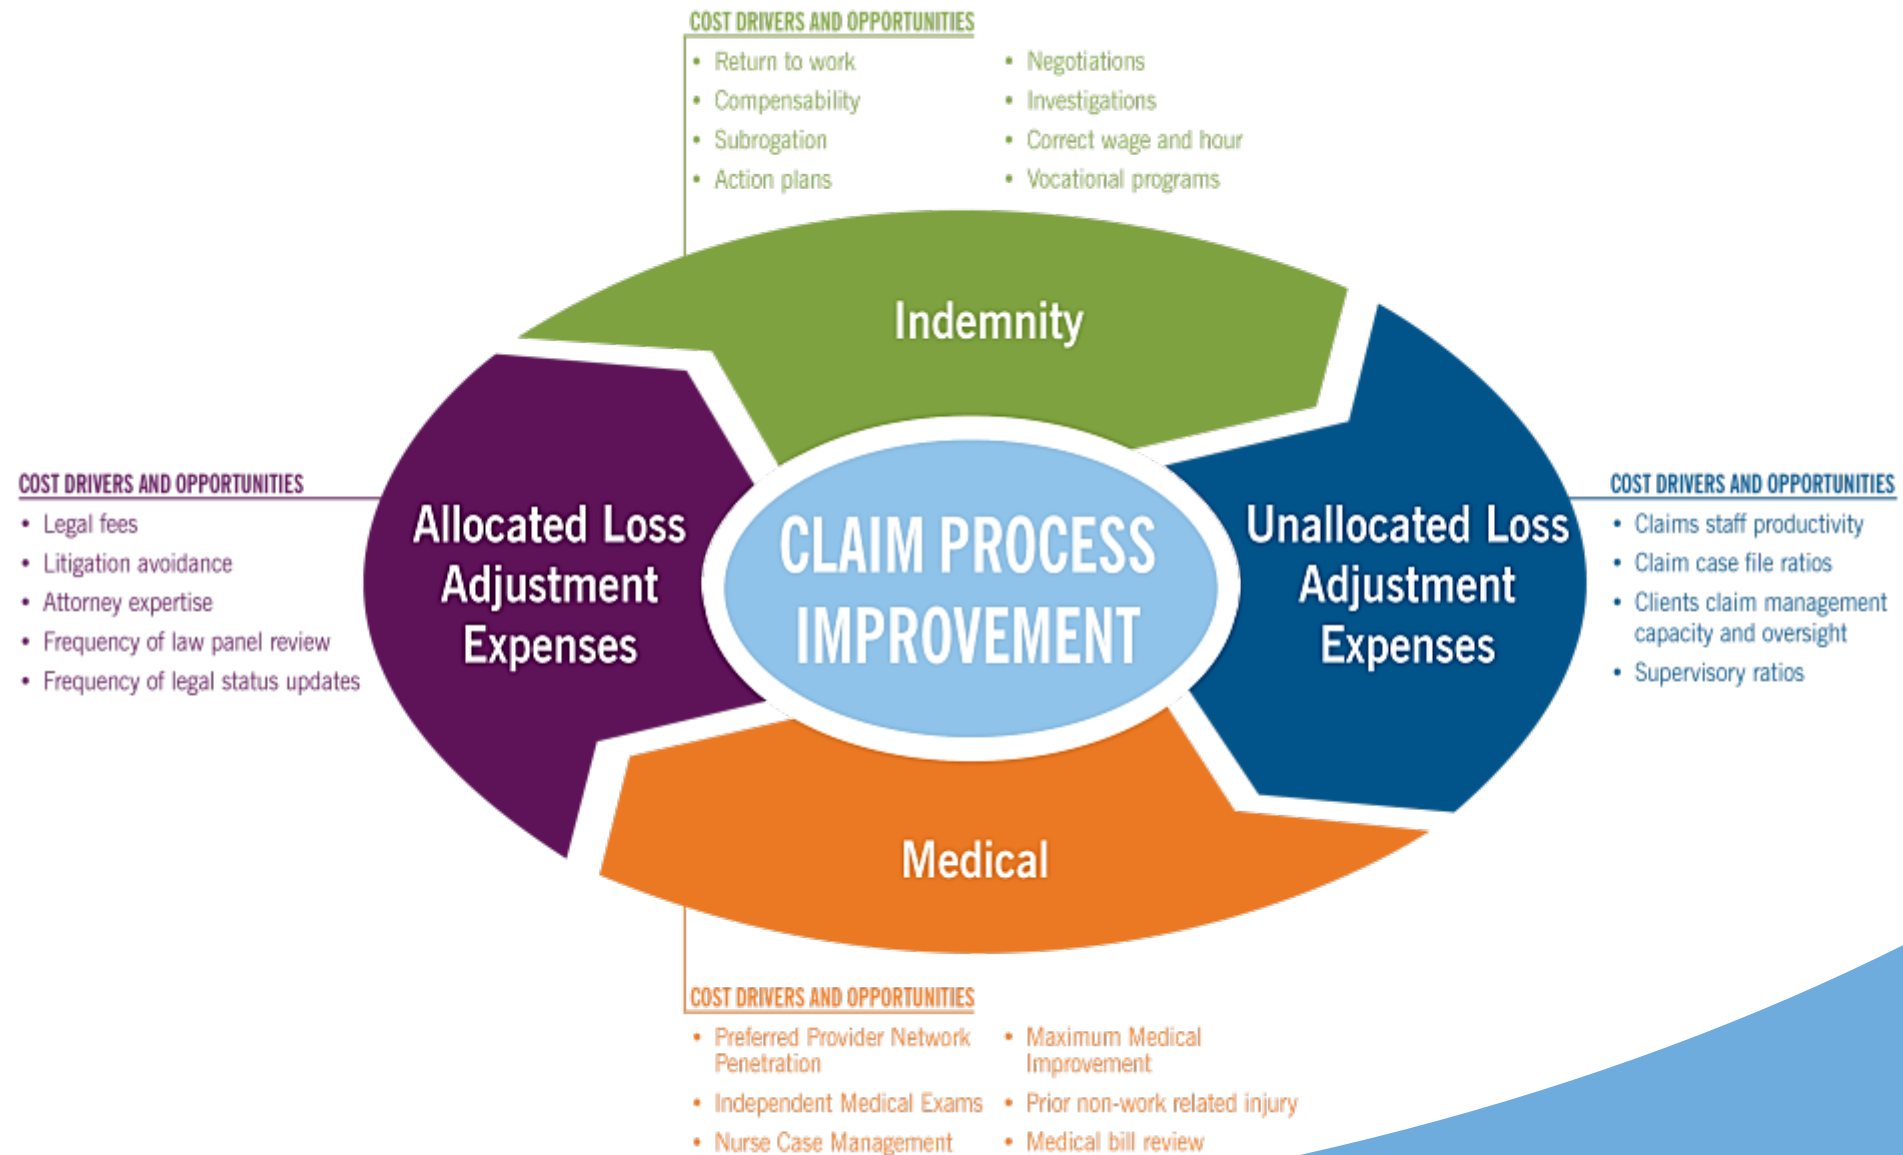 COST DRIVERS AND OPPORTUNITIES
• Return to work
• Compensability
• Subrogation
• Action plans
• Negotiations
• Investigations
• Correct wage and hour
• Vocational programs
Indemnity
COST DRIVERS AND OPPORTUNITIES
• Legal fees
• Litigation avoidance
• Attorney expertise
• Frequency of law panel review
• Frequency of legal status updates
Allocated Loss
Adjustment
Expenses
CLAIM PROCESS
IMPROVEMENT
Unallocated Loss
Adjustment
Expenses
COST DRIVERS AND OPPORTUNITIES
• Claims staff productivity
• Claim case file ratios
• Clients claim management
capacity and oversight
• Supervisory ratios
Medical
COST DRIVERS AND OPPORTUNITIES
• Preferred Provider Network
Penetration
• Independent Medical Exams
• Nurse Case Management
• Maximum Medical
Improvement
• Prior non-work related injury
• Medical bill review